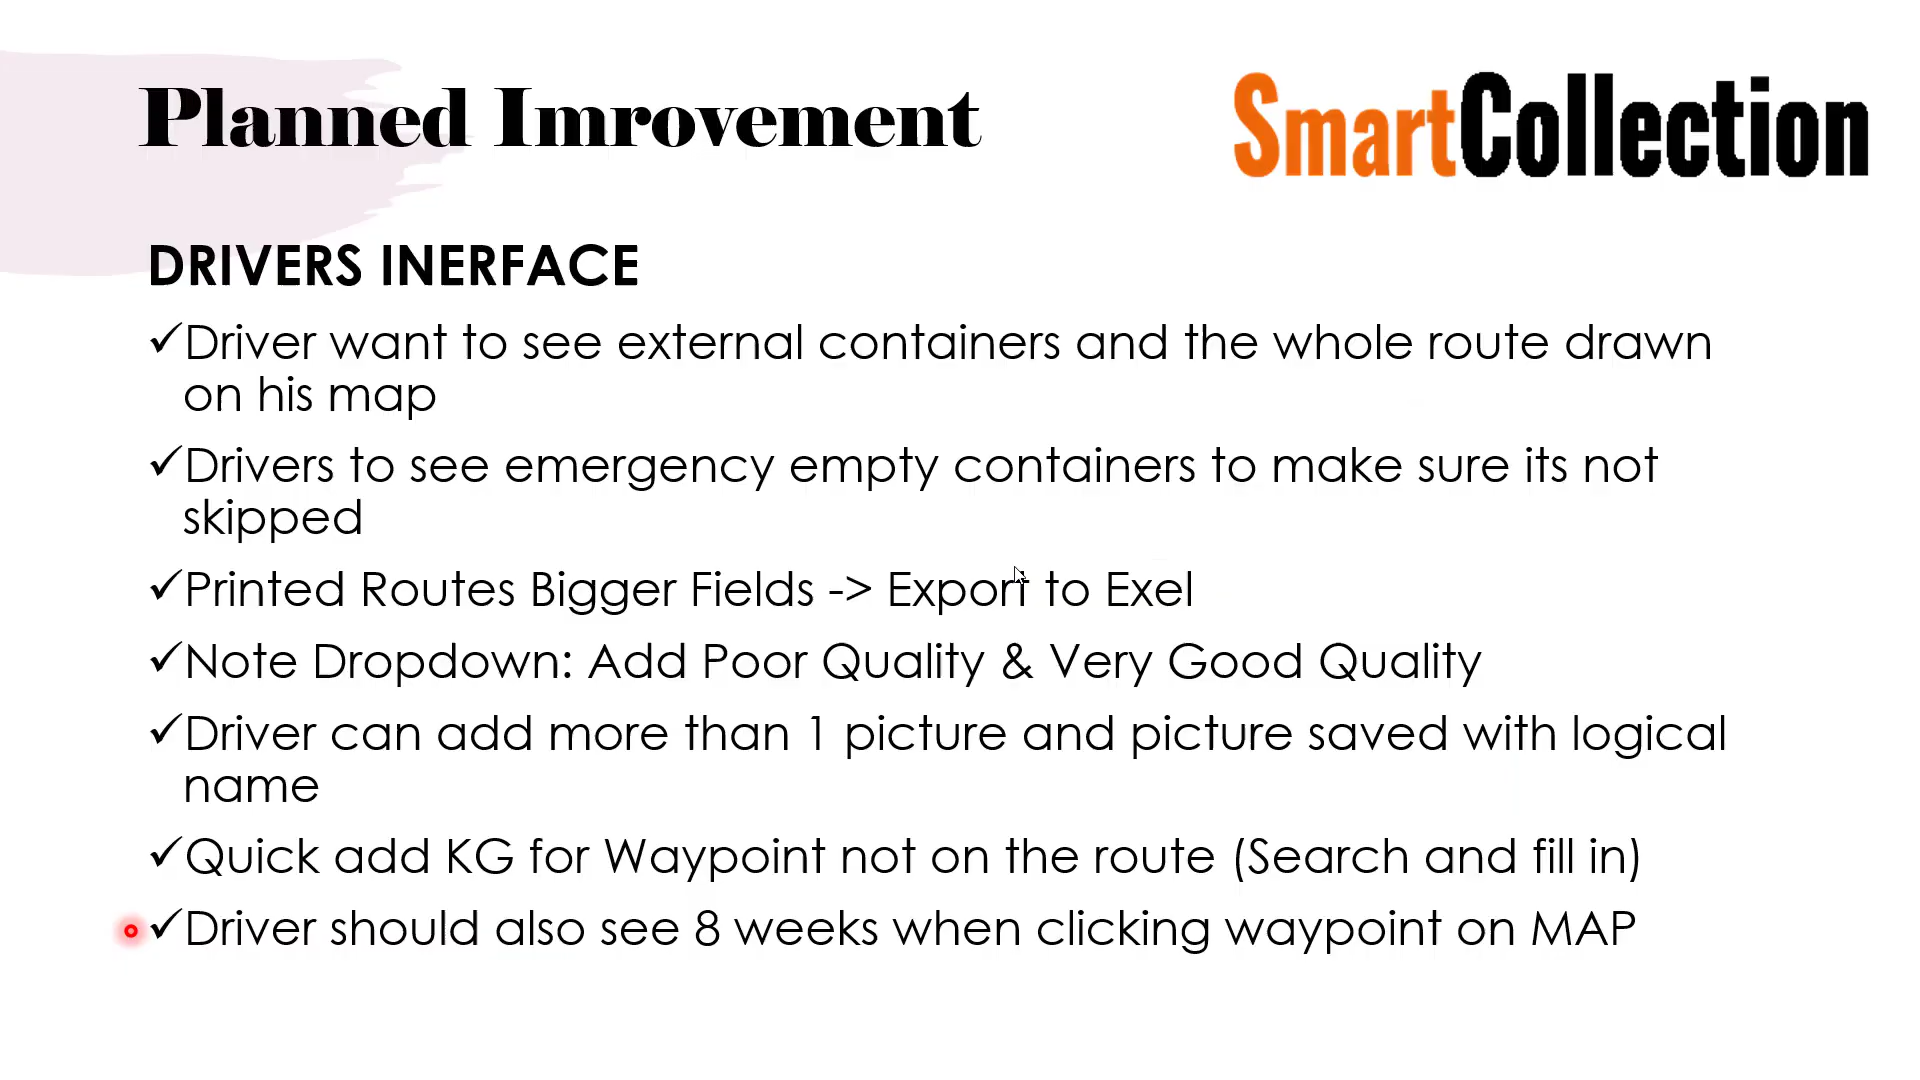 Planned Imrovement
SmartCollection
DRIVERS INERFACE
✓Driver want to see external containers and the whole route drawn
on his map
✓Drivers to see emergency empty containers to make sure its not
skipped
✓Printed Routes Bigger Fields -> Export to Exel
✓Note Dropdown: Add Poor Quality & Very Good Quality
✓Driver can add more than 1 picture and picture saved with logical
name
✓Quick add KG for Waypoint not on the route (Search and fill in)
✓Driver should also see 8 weeks when clicking waypoint on MAP